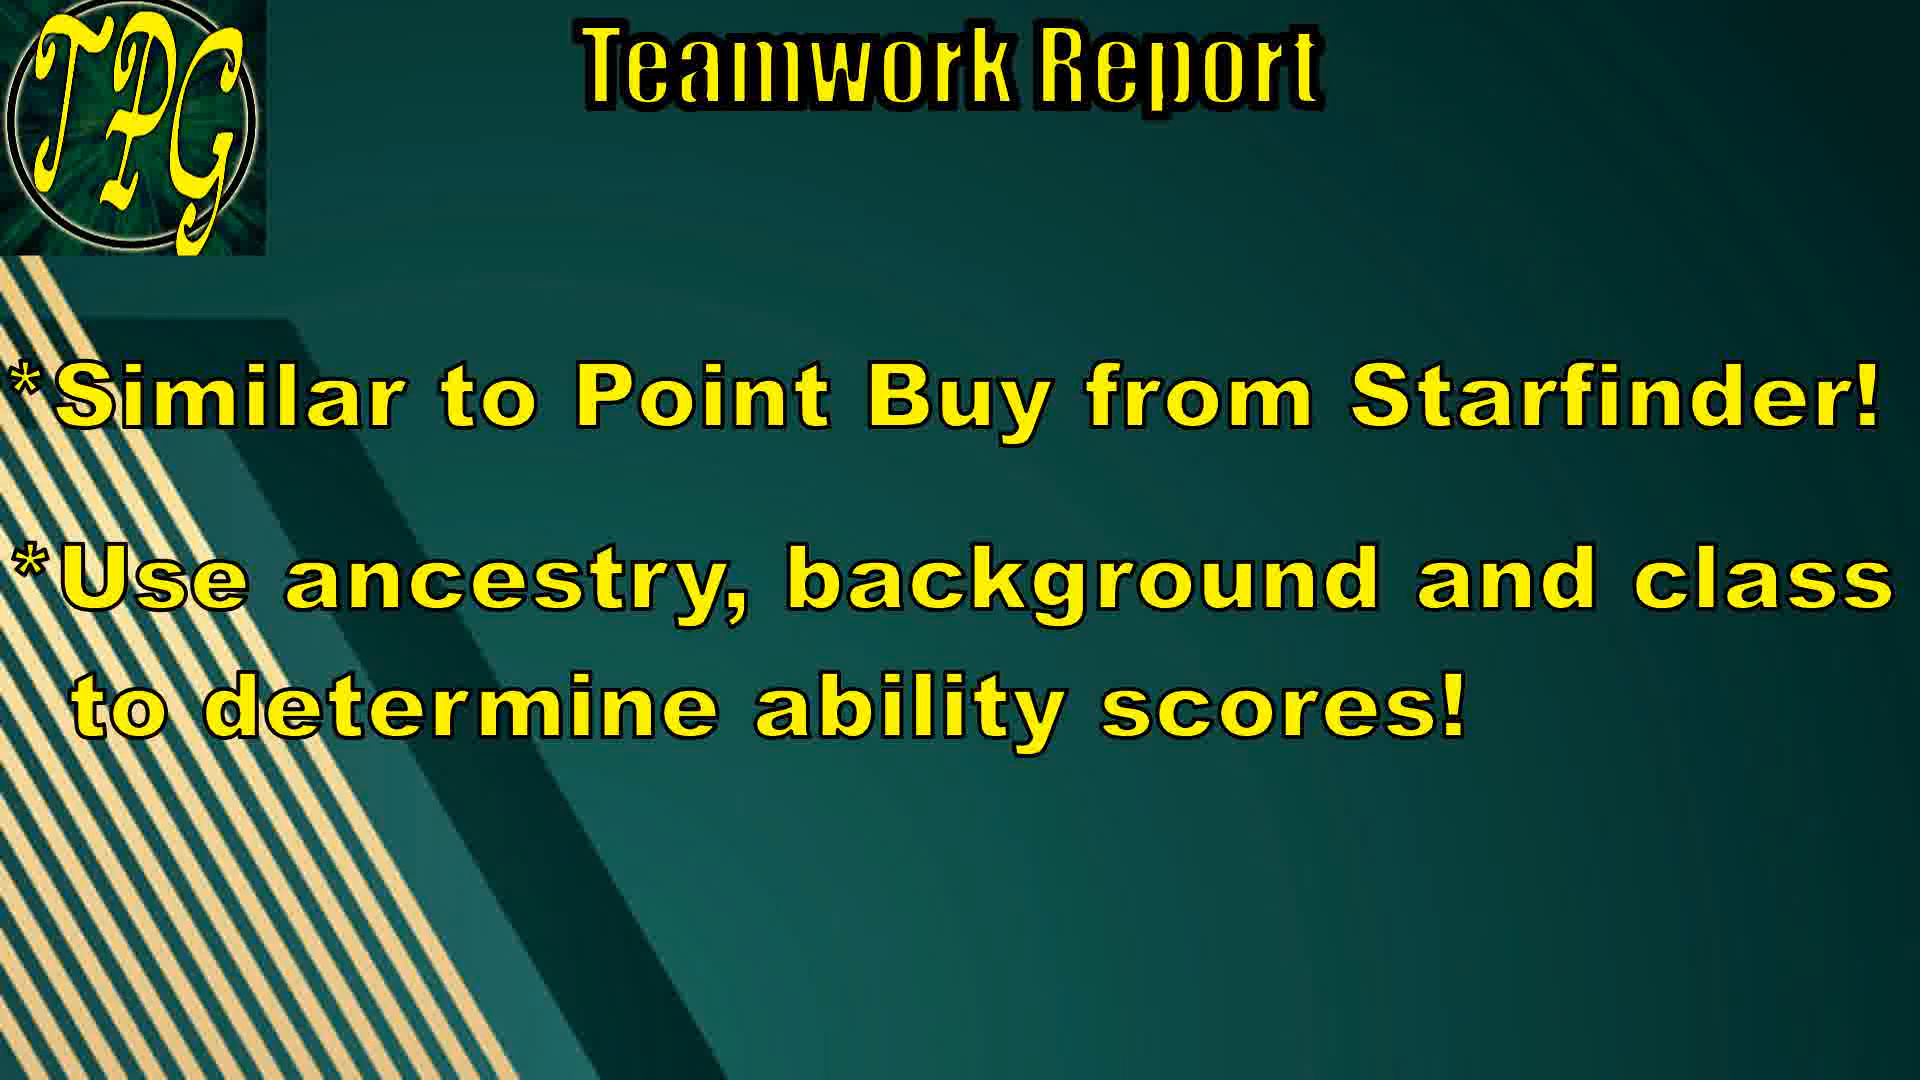 TPG
Teamwork Report
*Similar to Point Buy from Starfinder!
*Use ancestry, background and class
to determine ability scores!